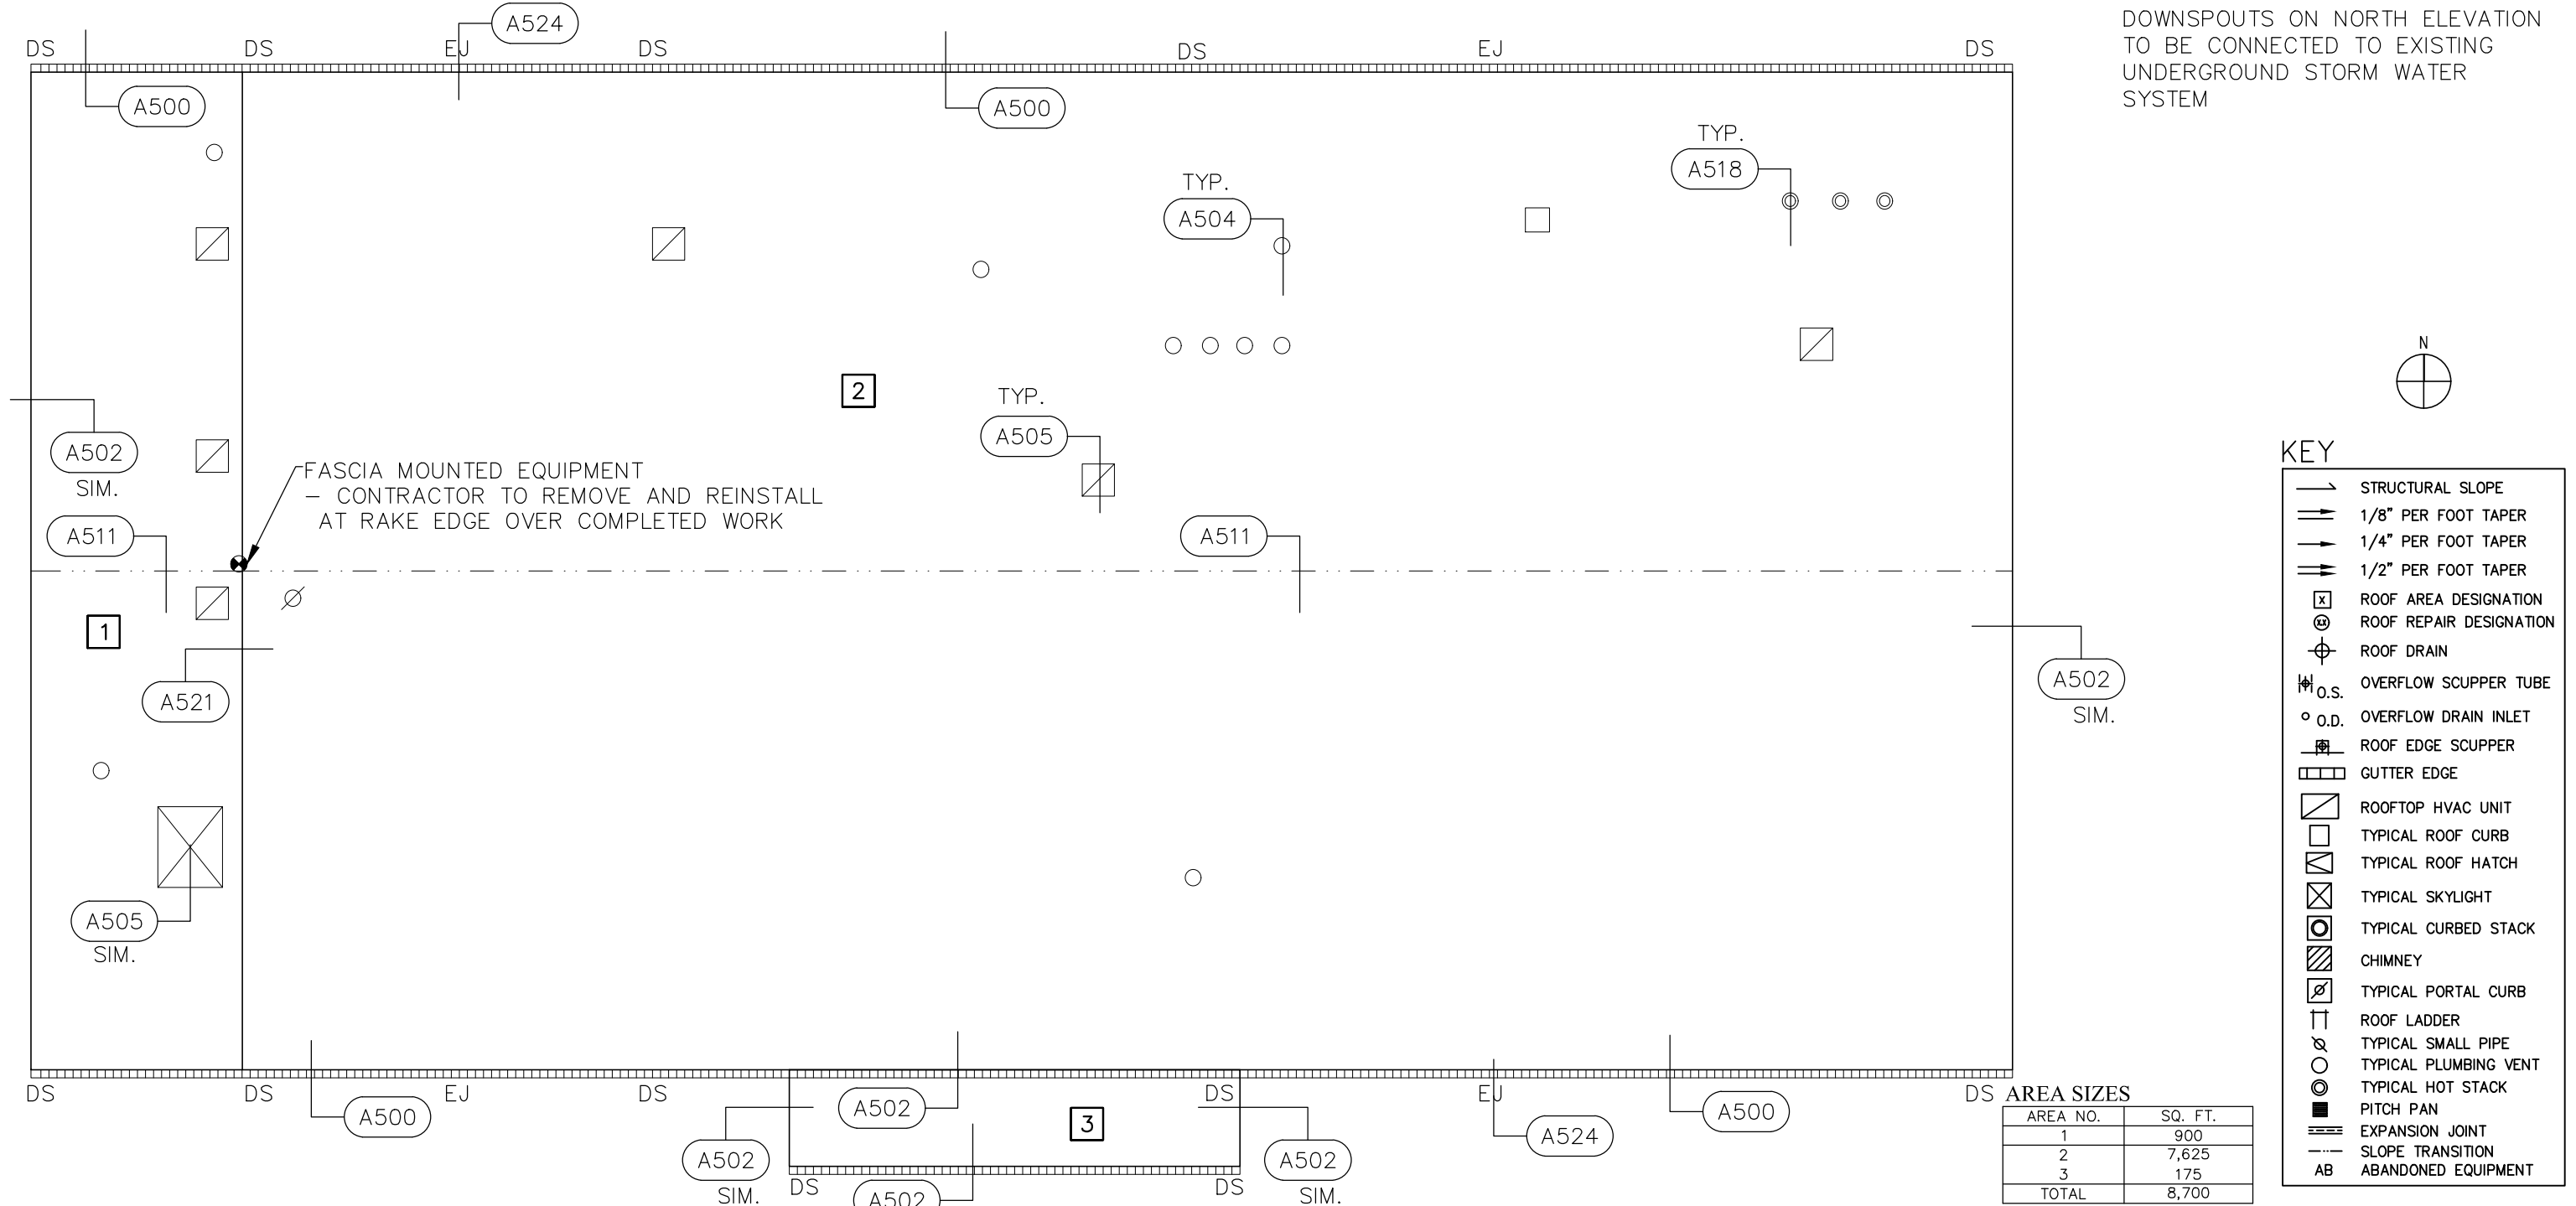 DOWNSPOUTS ON NORTH ELEVATION
TO BE CONNECTED TO EXISTING
UNDERGROUND STORM WATER
SYSTEM
A524
DS
DS
EJ
DS
DS
EJ
DS
A500
A500
TYP.
A518
TYP.
A504
N
2
TYP.
A505
A502
SIM.
FASCIA MOUNTED EQUIPMENT
– CONTRACTOR TO REMOVE AND REINSTALL
AT RAKE EDGE OVER COMPLETED WORK
A511
A511
1
A521
A502
SIM.
A505
SIM.
DS
DS
EJ
DS
DS
EJ
DS
A500
A502
3
A500
A524
A502
SIM.
A502
SIM.
DS
DS
A502
KEY
STRUCTURAL SLOPE
1/8" PER FOOT TAPER
1/4" PER FOOT TAPER
1/2" PER FOOT TAPER
X ROOF AREA DESIGNATION
XX ROOF REPAIR DESIGNATION
ROOF DRAIN
O.S. OVERFLOW SCUPPER TUBE
O.D. OVERFLOW DRAIN INLET
ROOF EDGE SCUPPER
GUTTER EDGE
ROOFTOP HVAC UNIT
TYPICAL ROOF CURB
TYPICAL ROOF HATCH
TYPICAL SKYLIGHT
TYPICAL CURBED STACK
CHIMNEY
TYPICAL PORTAL CURB
ROOF LADDER
TYPICAL SMALL PIPE
TYPICAL PLUMBING VENT
TYPICAL HOT STACK
PITCH PAN
EXPANSION JOINT
SLOPE TRANSITION
AB ABANDONED EQUIPMENT
AREA SIZES
AREA NO. SQ. FT.
1 900
2 7,625
3 175
TOTAL 8,700